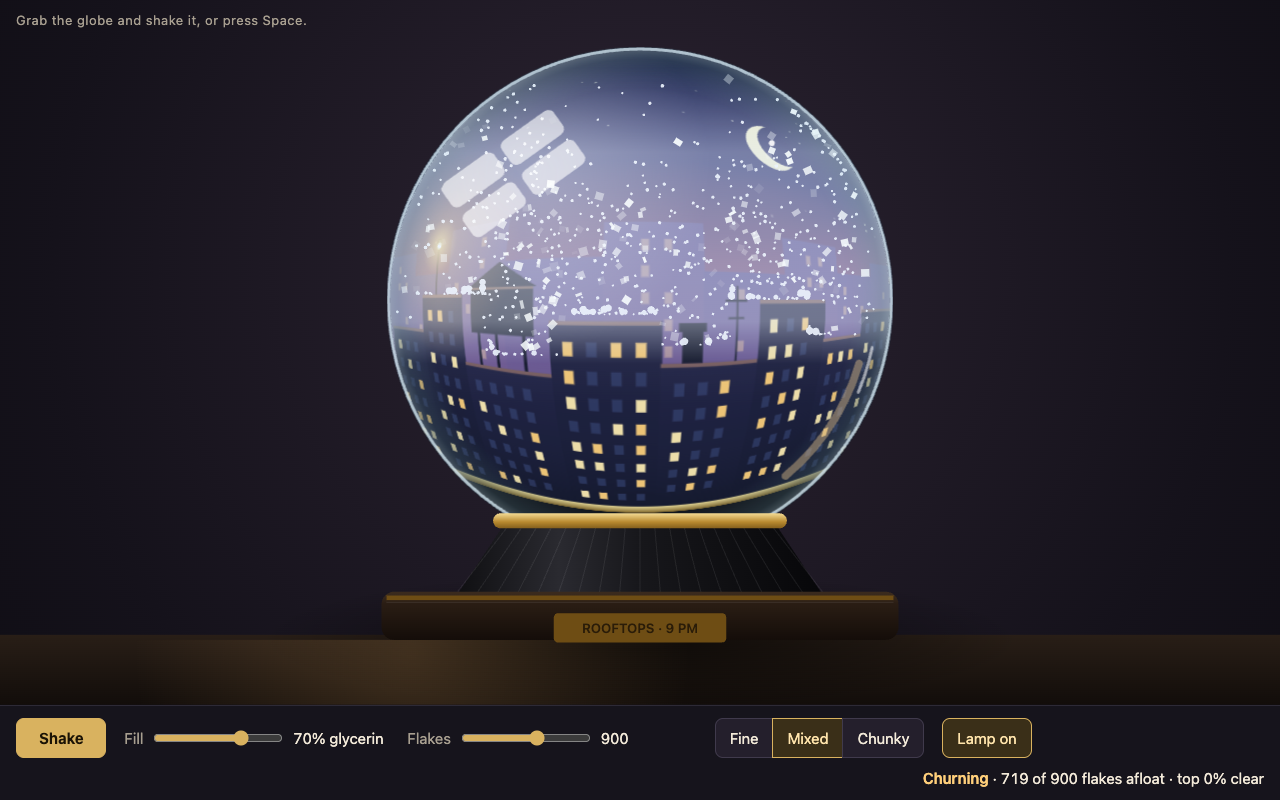 Grab the globe and shake it, or press Space.
ROOFTOPS · 9 PM
Shake Fill 70% glycerin Flakes 900 Fine Mixed Chunky Lamp on
Churning · 719 of 900 flakes afloat · top 0% clear